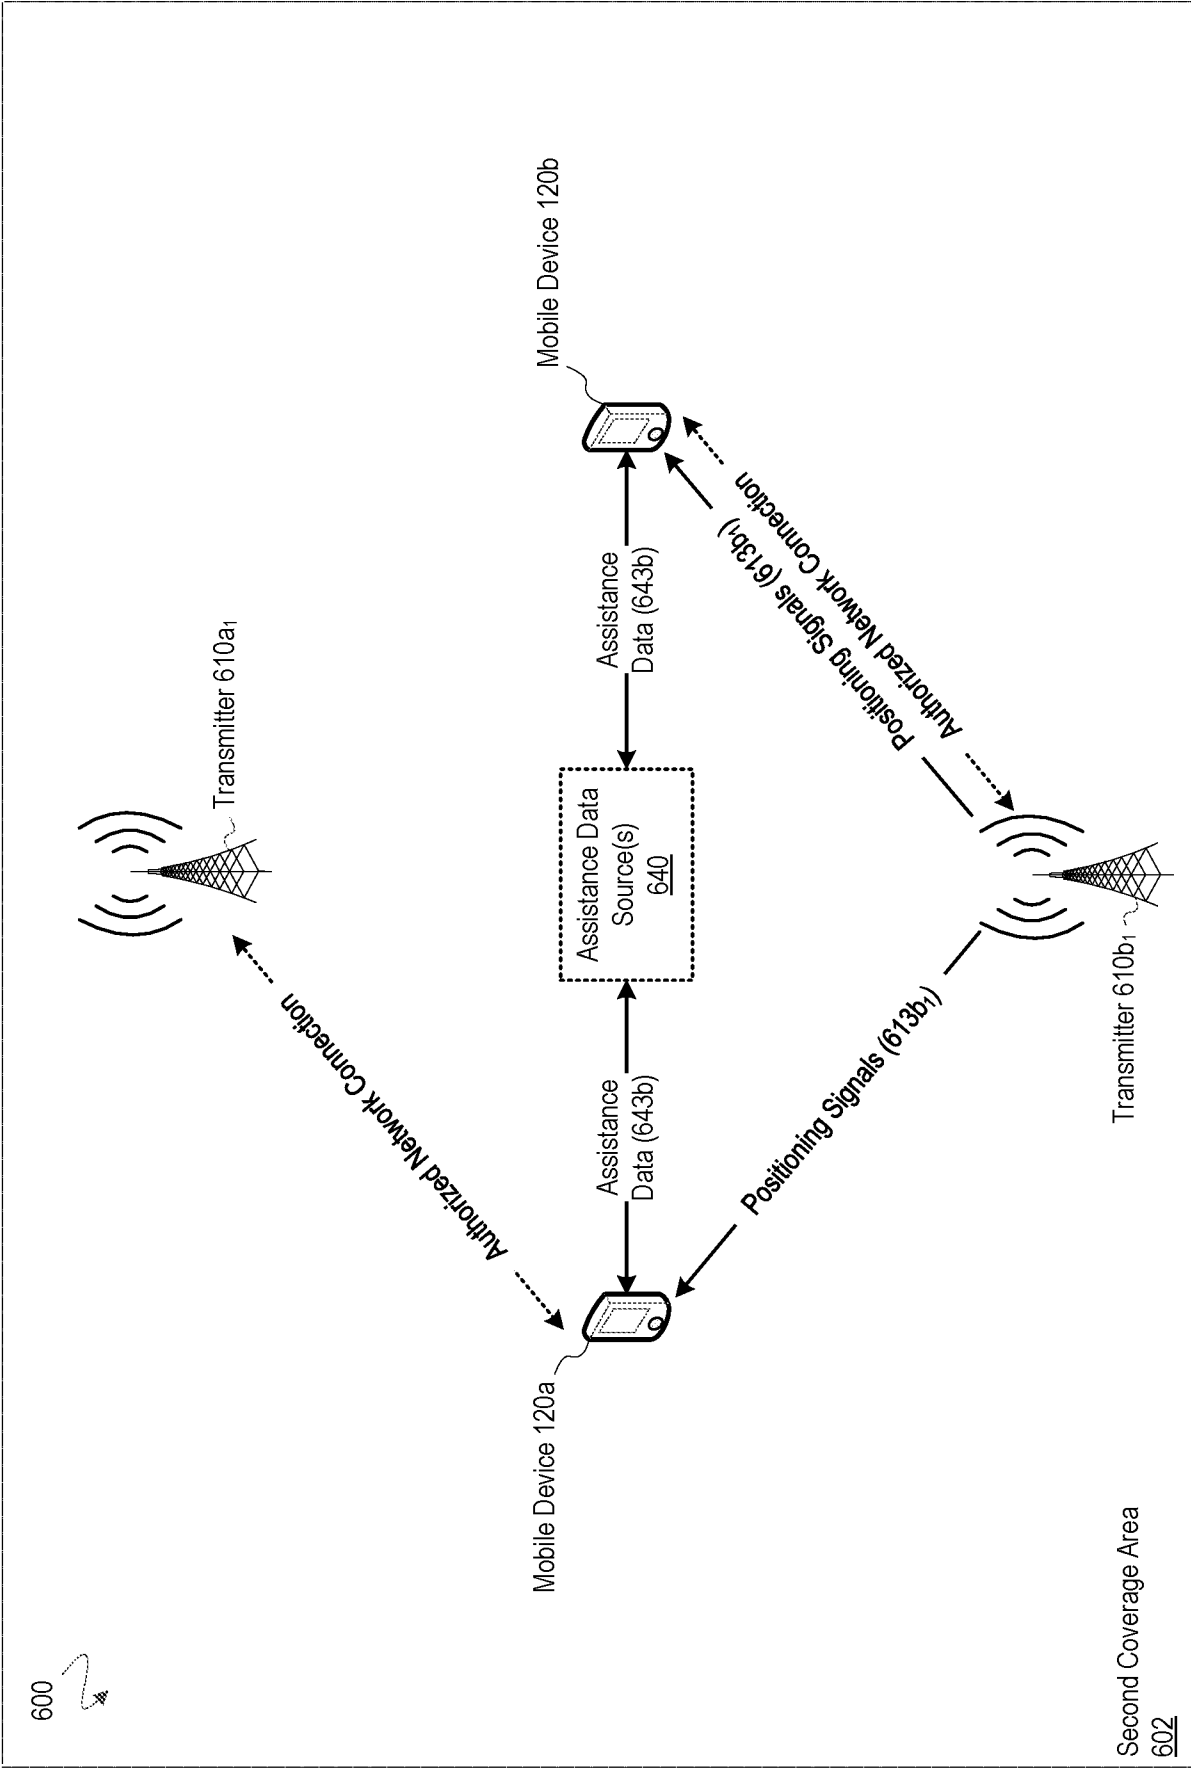 600
Transmitter 610a1
Authorized Network Connection
Mobile Device 120a
Mobile Device 120b
Assistance
Data (643b)
Assistance Data
Source(s)
640
Assistance
Data (643b)
Positioning Signals (613b1)
Positioning Signals (613b1)
Authorized Network Connection
Transmitter 610b1
Second Coverage Area
602